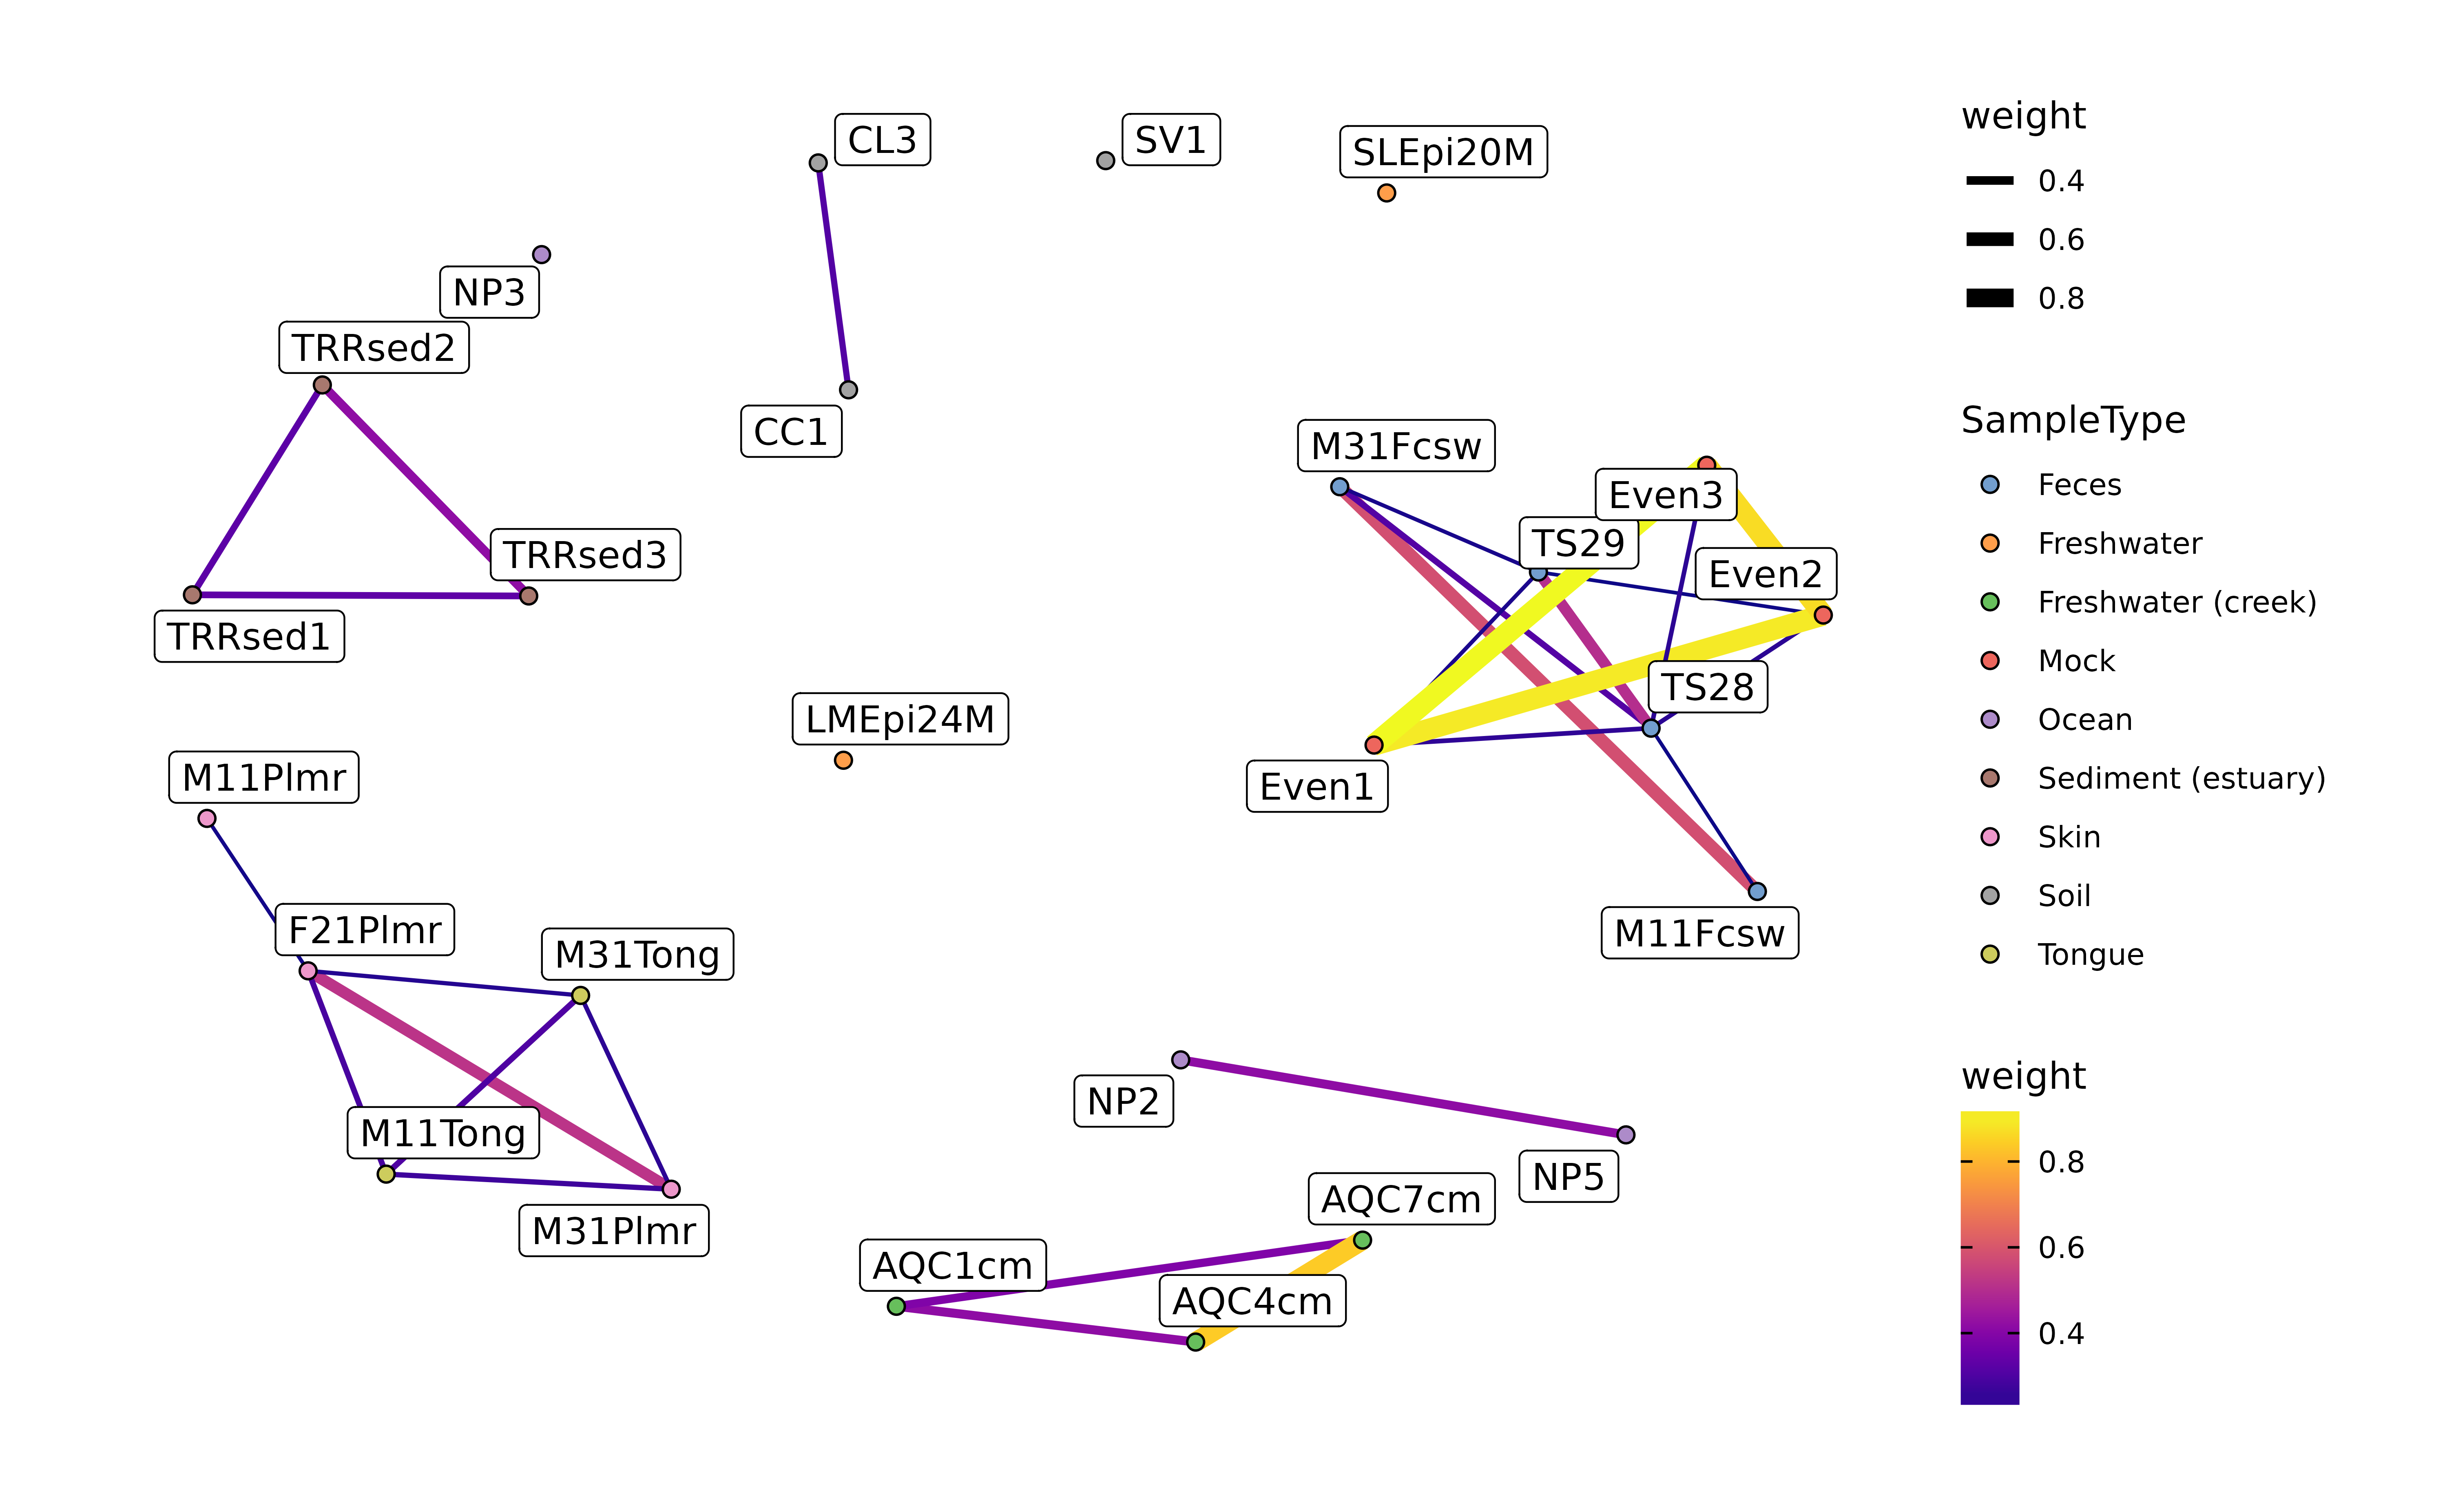 CL3
SV1
SLEpi20M
NP3
TRRsed2
CC1
M31Fcsw
Even3
TS29
TRRsed3
Even2
TRRsed1
TS28
LMEpi24M
M11Plmr
Even1
F21Plmr
M31Tong
M11Fcsw
NP2
M11Tong
NP5
AQC7cm
M31Plmr
AQC1cm
AQC4cm
weight
0.4
0.6
0.8
SampleType
Feces
Freshwater
Freshwater (creek)
Mock
Ocean
Sediment (estuary)
Skin
Soil
Tongue
weight
0.8
0.6
0.4